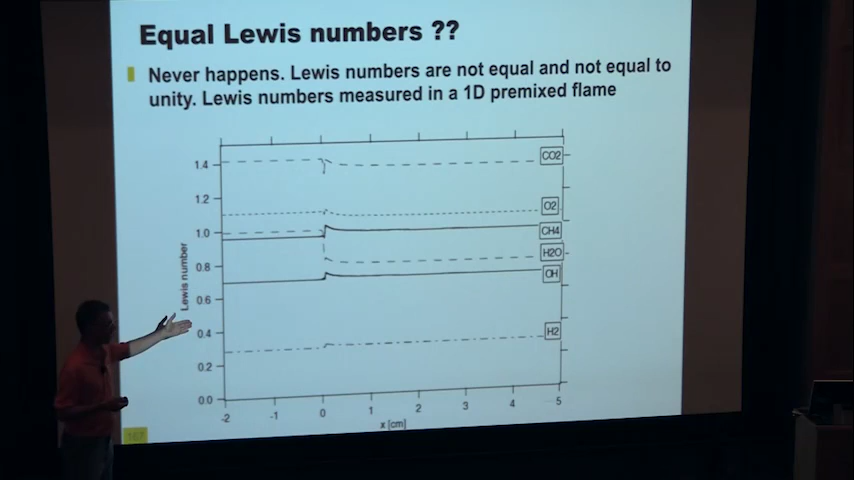 Equal Lewis numbers ??
Never happens. Lewis numbers are not equal and not equal to
unity. Lewis numbers measured in a 1D premixed flame
1.4
CO2
1.2
O2
1.0
CH4
H2O
0.8
OH
Lewis number
0.6
0.4
H2
0.2
0.0
-2
-1
0
1
2
3
4
5
x [cm]
167